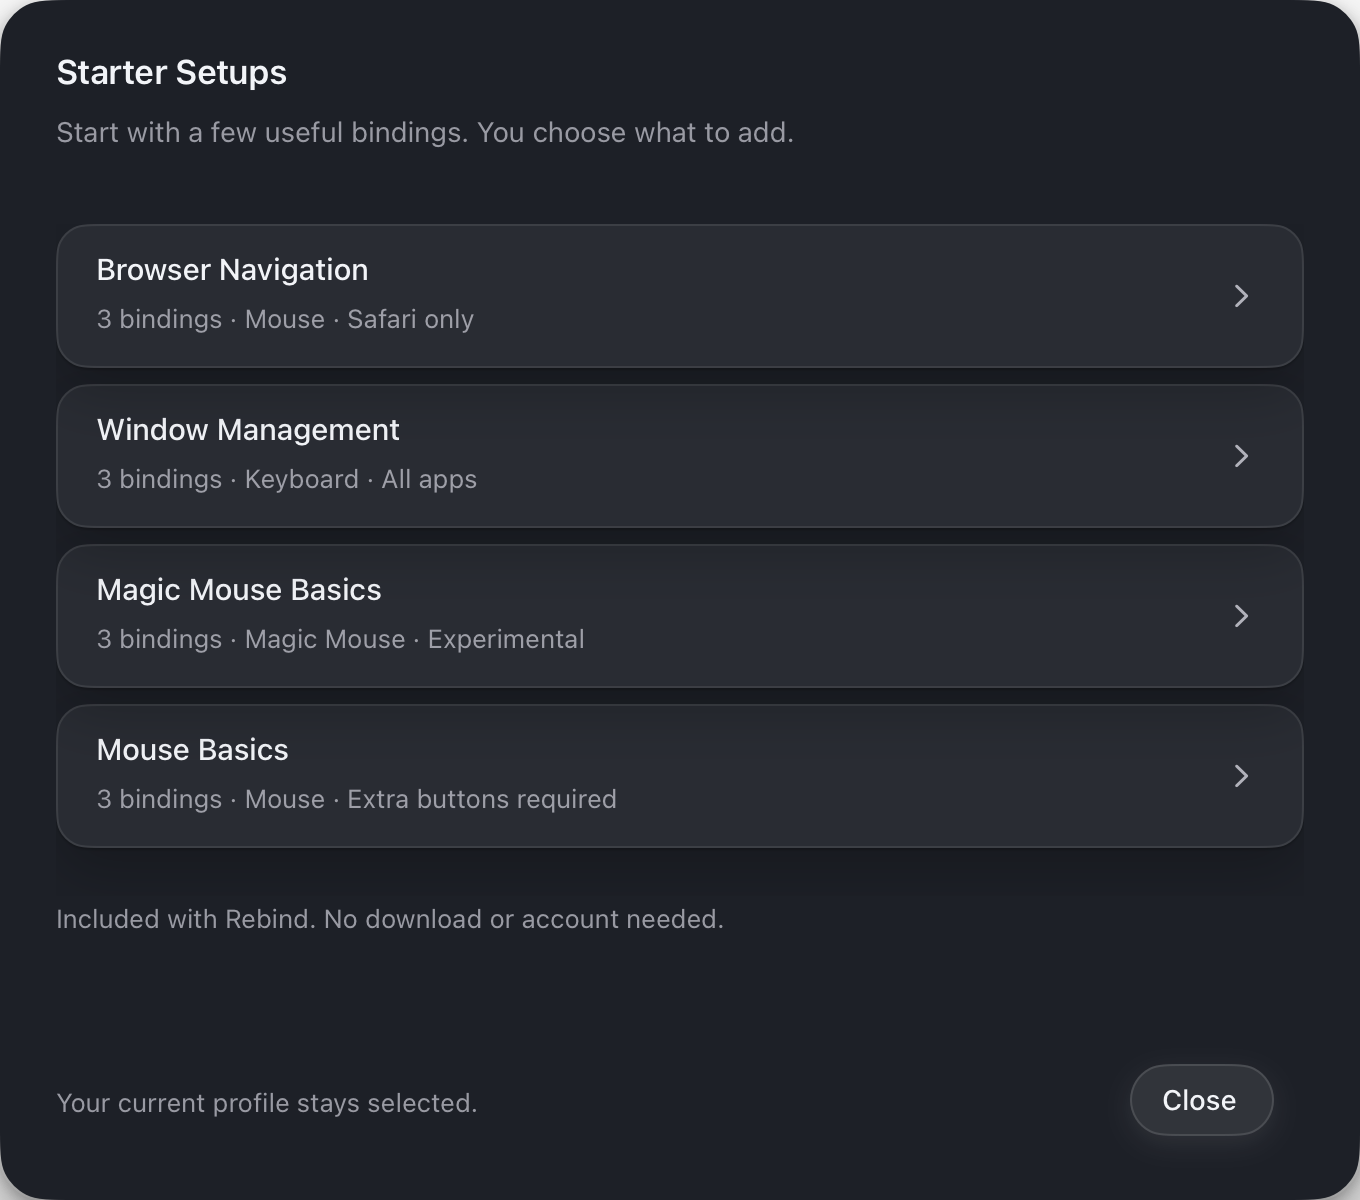 Starter Setups
Start with a few useful bindings. You choose what to add.
Browser Navigation
3 bindings · Mouse · Safari only
Window Management
3 bindings · Keyboard · All apps
Magic Mouse Basics
3 bindings · Magic Mouse · Experimental
Mouse Basics
3 bindings · Mouse · Extra buttons required
Included with Rebind. No download or account needed.
Your current profile stays selected.
Close